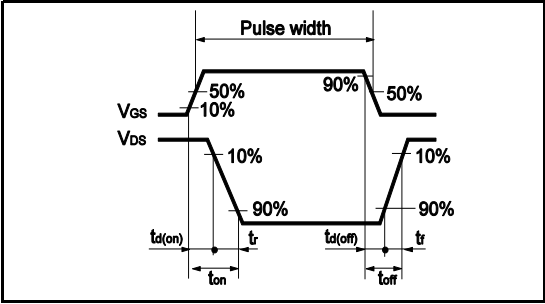 Pulse width
90%
50%
50%
10%
VGS
VDS
10%
10%
90%
90%
td(on)
tr
td(off)
tf
ton
toff